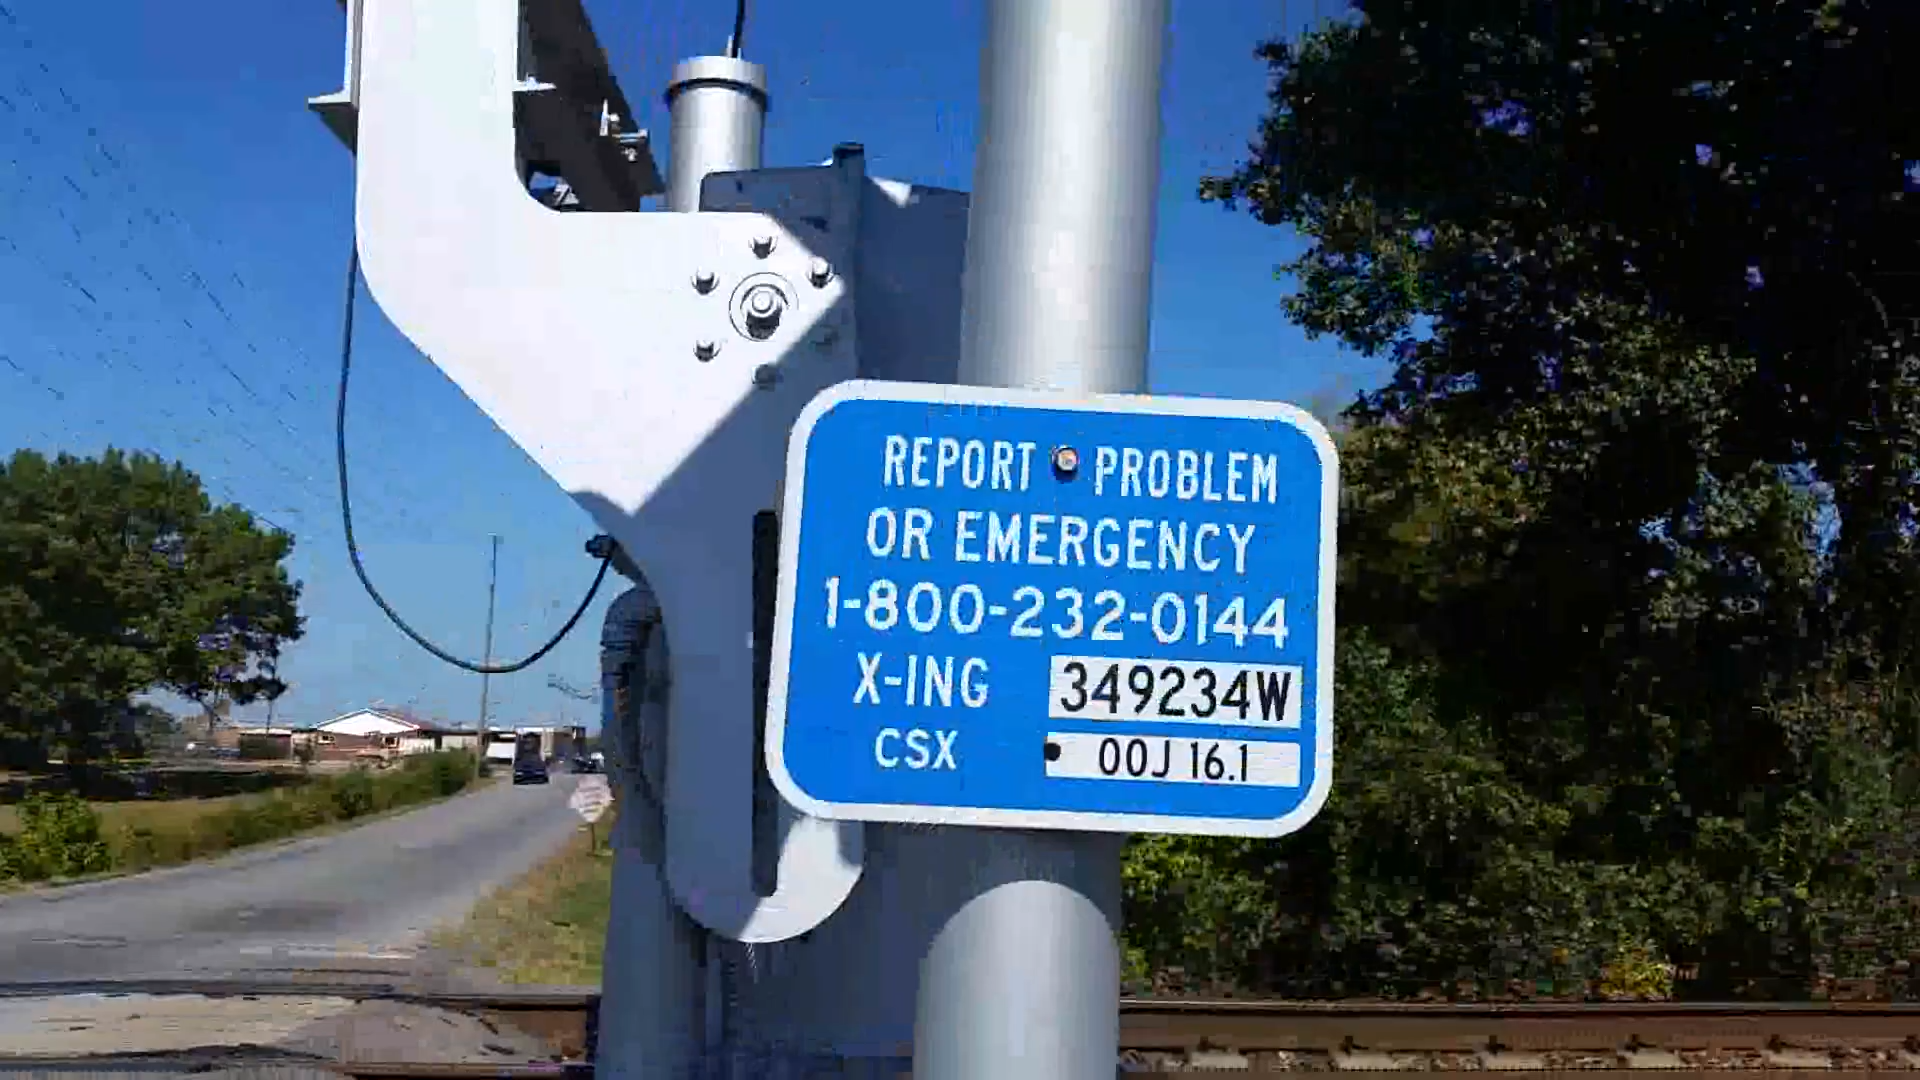 REPORT PROBLEM
OR EMERGENCY
1-800-232-0144
X-ING 349234W
CSX 00J 16.1